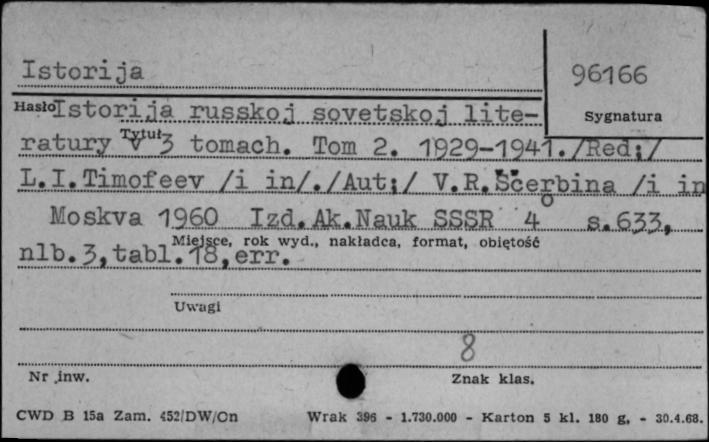 Istorija
96166
Hasło Istorija russkoj sovetskoj lite-
Sygnatura
ratury v 3 tomach. Tom 2. 1929-1941./Red:/
Tytuł
L.I.Timofeev /i in/./Aut:/ V.R.Ščerbina /i in
Moskva 1960 Izd.Ak.Nauk SSSR 4° s.633,
Miejsce, rok wyd., nakładca, format, objętość
nlb.3,tabl.18,err.
Uwagi
8
Nr inw.
Znak klas.
CWD B 15a Zam. 452/DW/Cn Wrak 396 - 1.730.000 - Karton 5 kl. 180 g. - 30.4.68.